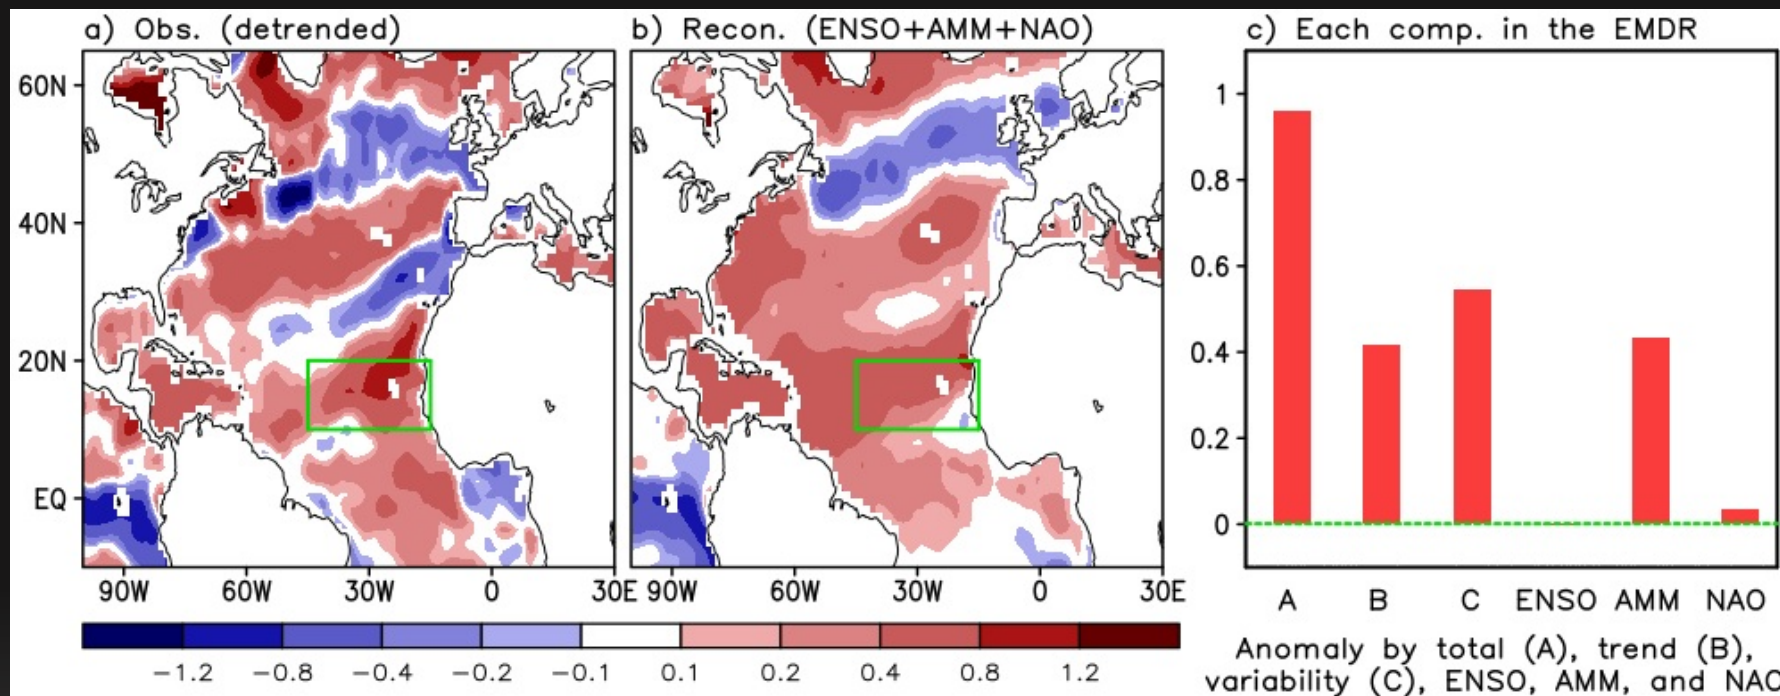 a) Obs. (detrended)
b) Recon. (ENSO+AMM+NAO)
c) Each comp. in the EMDR
60N
40N
20N
EQ
90W 60W 30W 0 30E
90W 60W 30W 0 30E
-1.2 -0.8 -0.4 -0.2 -0.1 0.1 0.2 0.4 0.8 1.2
1
0.8
0.6
0.4
0.2
0
A B C ENSO AMM NAO
Anomaly by total (A), trend (B),
variability (C), ENSO, AMM, and NAO